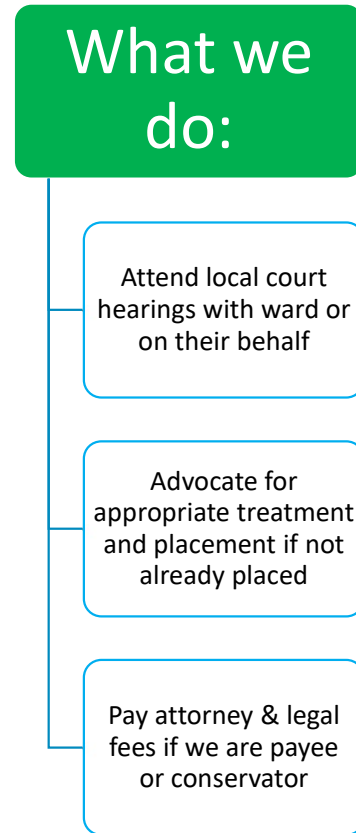 What we
do:
Attend local court
hearings with ward or
on their behalf
Advocate for
appropriate treatment
and placement if not
already placed
Pay attorney & legal
fees if we are payee
or conservator